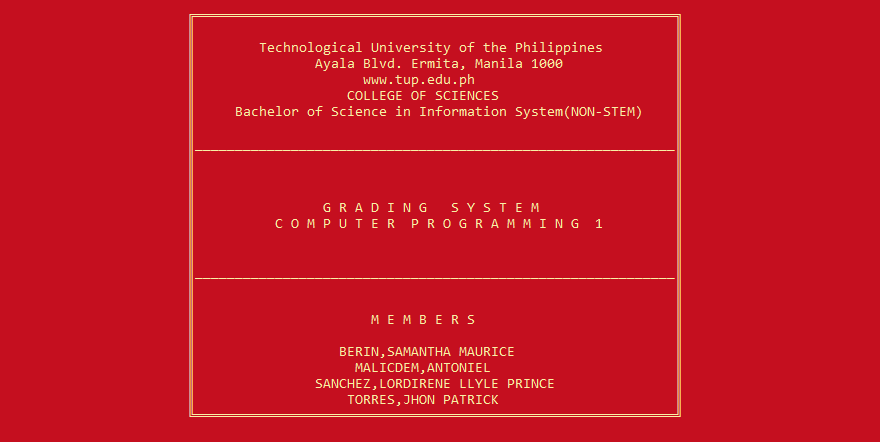 Technological University of the Philippines
Ayala Blvd. Ermita, Manila 1000
www.tup.edu.ph
COLLEGE OF SCIENCES
Bachelor of Science in Information System(NON-STEM)
G R A D I N G   S Y S T E M
C O M P U T E R  P R O G R A M M I N G  1
M E M B E R S
BERIN,SAMANTHA MAURICE
MALICDEM,ANTONIEL
SANCHEZ,LORDIRENE LLYLE PRINCE
TORRES,JHON PATRICK